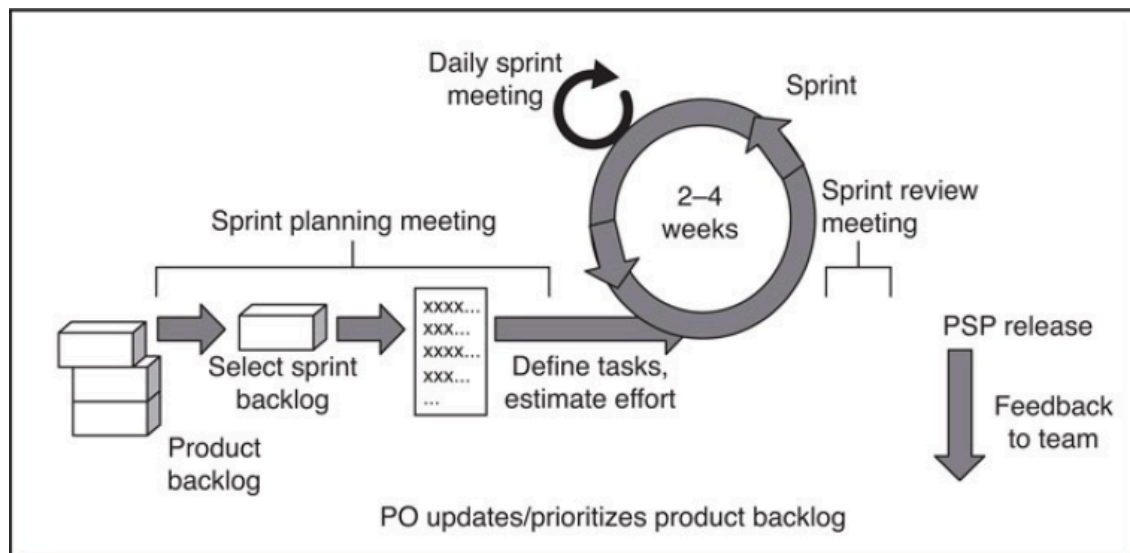 Daily sprint
meeting
Sprint
2–4
weeks
Sprint review
meeting
Sprint planning meeting
xxxx...
xxx...
xxxx...
xxx...
...
Select sprint
backlog
Define tasks,
estimate effort
Product
backlog
PSP release
Feedback
to team
PO updates/prioritizes product backlog